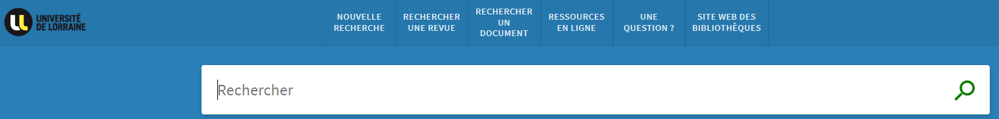 UNIVERSITÉ
DE LORRAINE
NOUVELLE
RECHERCHE
RECHERCHER
UNE REVUE
RECHERCHER
UN
DOCUMENT
RESSOURCES
EN LIGNE
UNE
QUESTION ?
SITE WEB DES
BIBLIOTHÈQUES
Rechercher